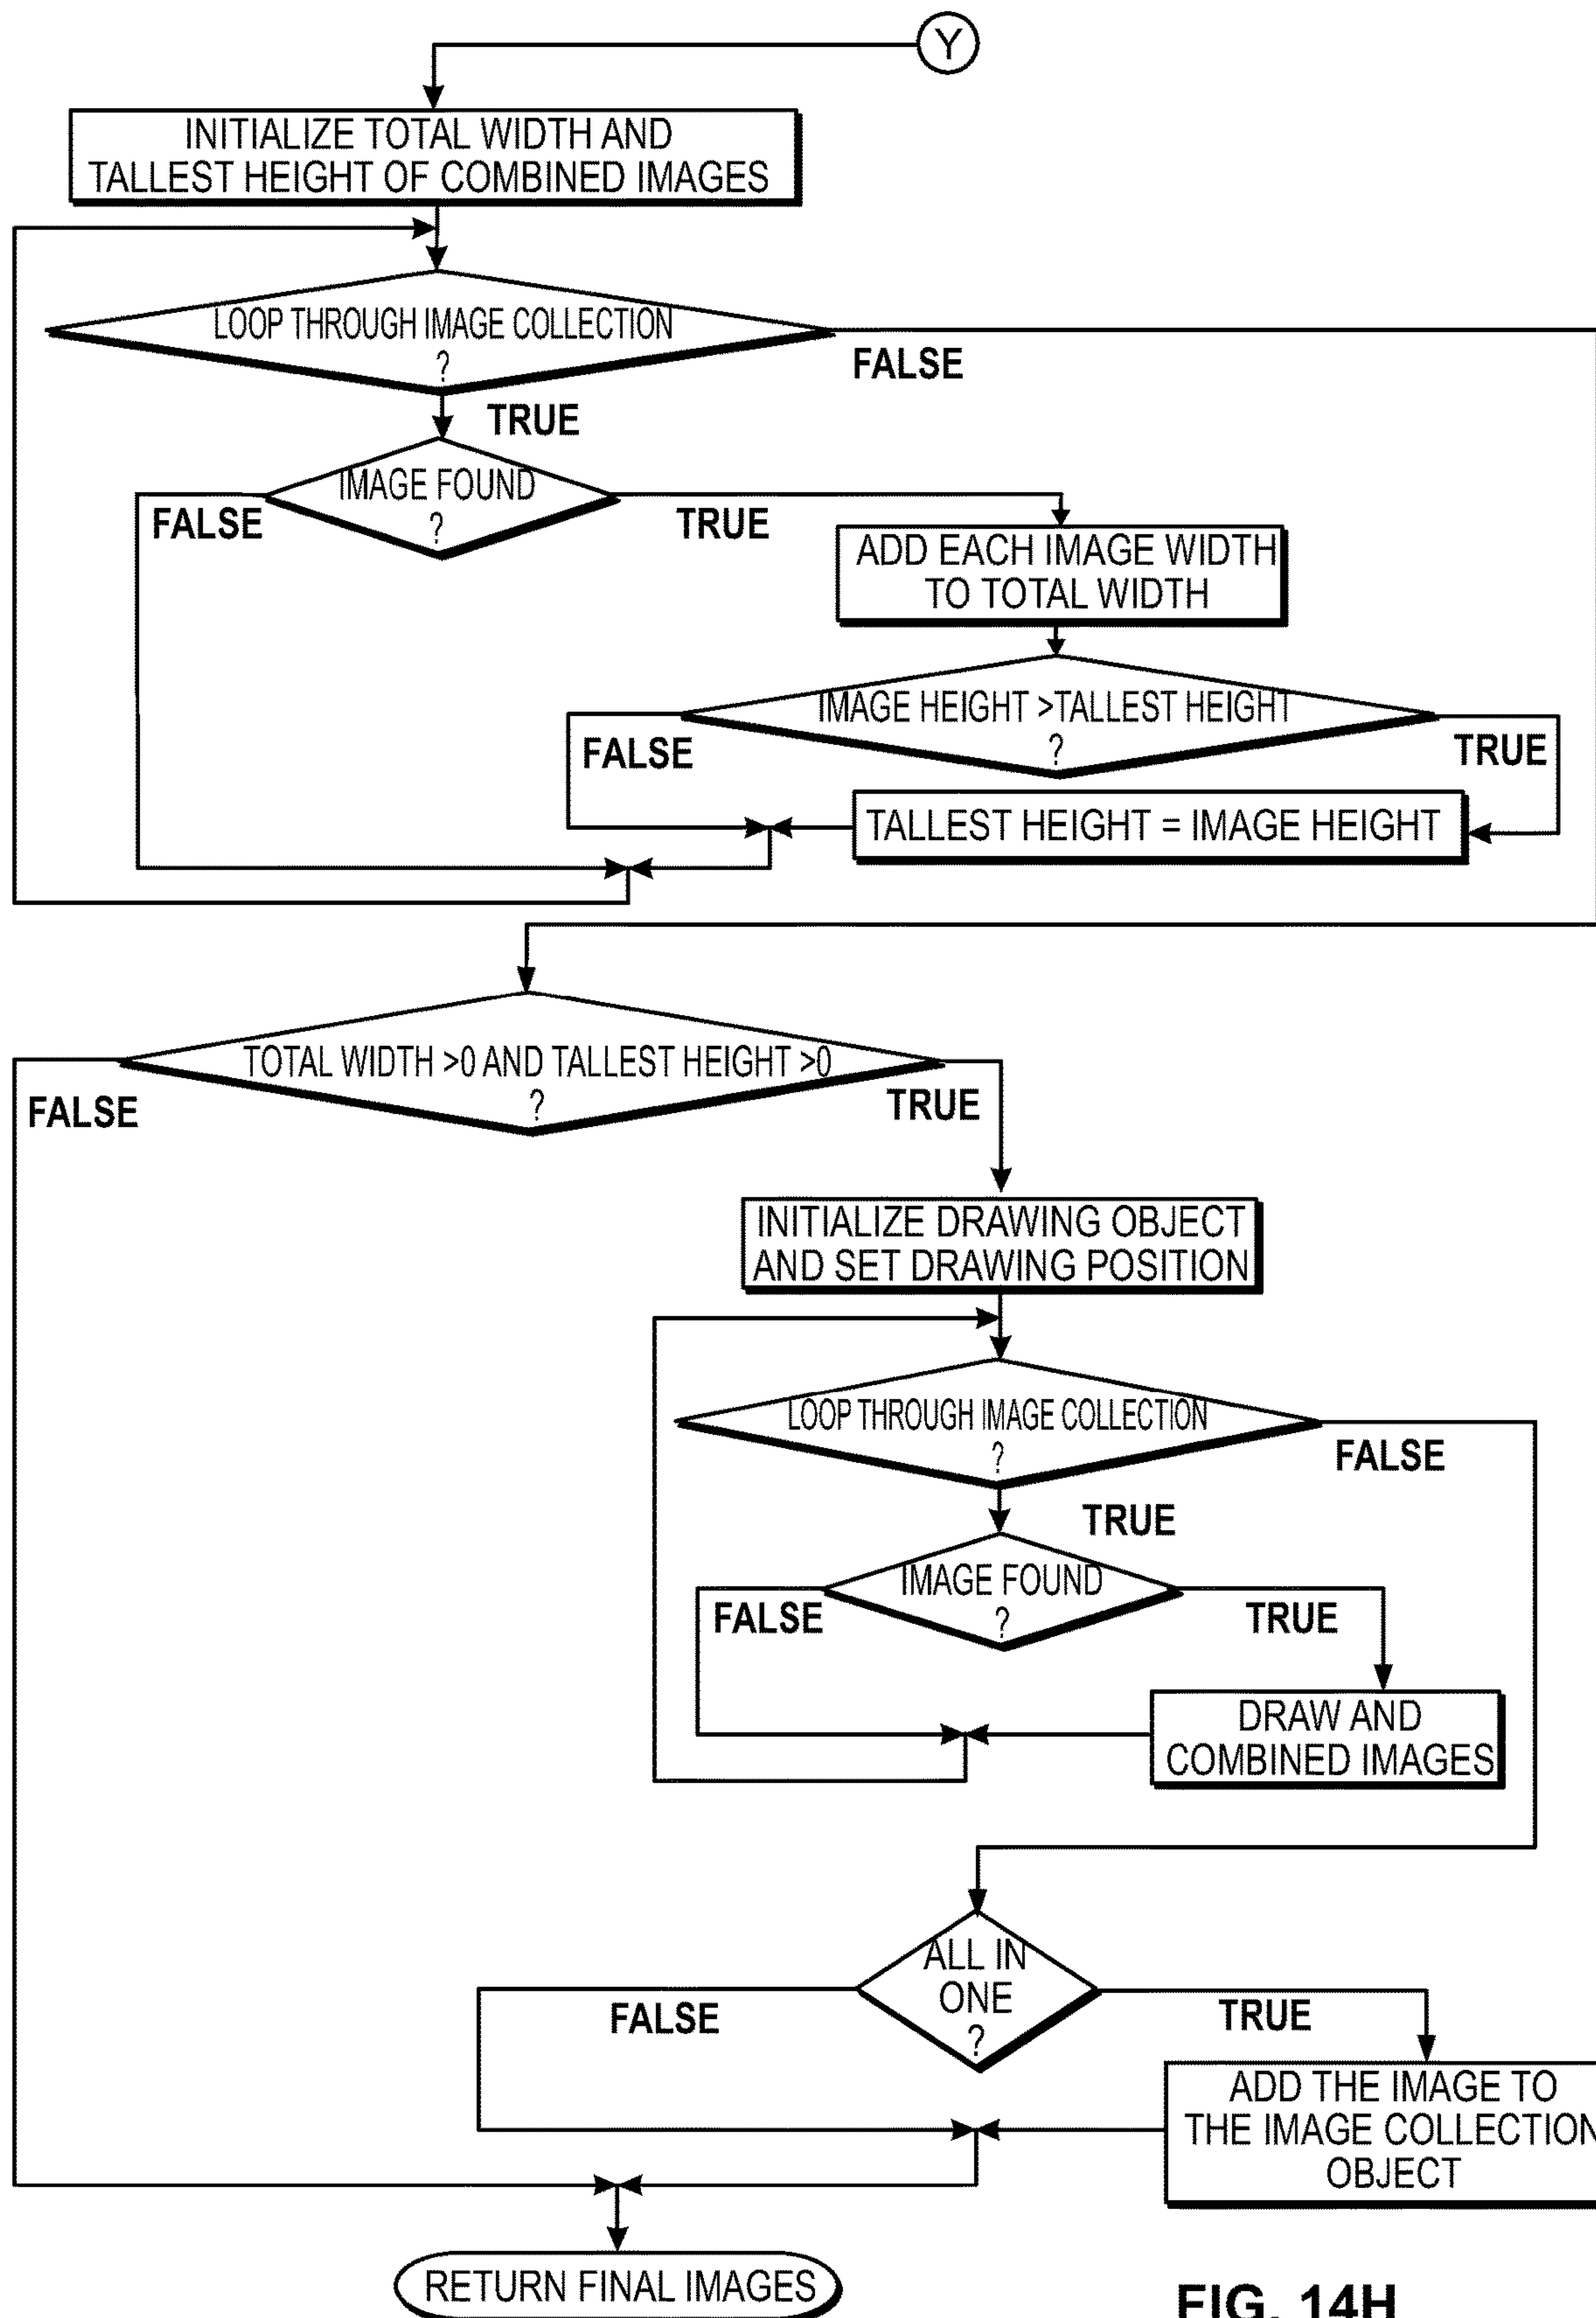 Y
INITIALIZE TOTAL WIDTH AND
TALLEST HEIGHT OF COMBINED IMAGES
LOOP THROUGH IMAGE COLLECTION
?
FALSE
TRUE
IMAGE FOUND
?
FALSE
TRUE
ADD EACH IMAGE WIDTH
TO TOTAL WIDTH
IMAGE HEIGHT >TALLEST HEIGHT
?
FALSE
TRUE
TALLEST HEIGHT = IMAGE HEIGHT
TOTAL WIDTH >0 AND TALLEST HEIGHT >0
?
FALSE
TRUE
INITIALIZE DRAWING OBJECT
AND SET DRAWING POSITION
LOOP THROUGH IMAGE COLLECTION
?
FALSE
TRUE
IMAGE FOUND
?
FALSE
TRUE
DRAW AND
COMBINED IMAGES
ALL IN
ONE
?
FALSE
TRUE
ADD THE IMAGE TO
THE IMAGE COLLECTION
OBJECT
RETURN FINAL IMAGES
FIG. 14H